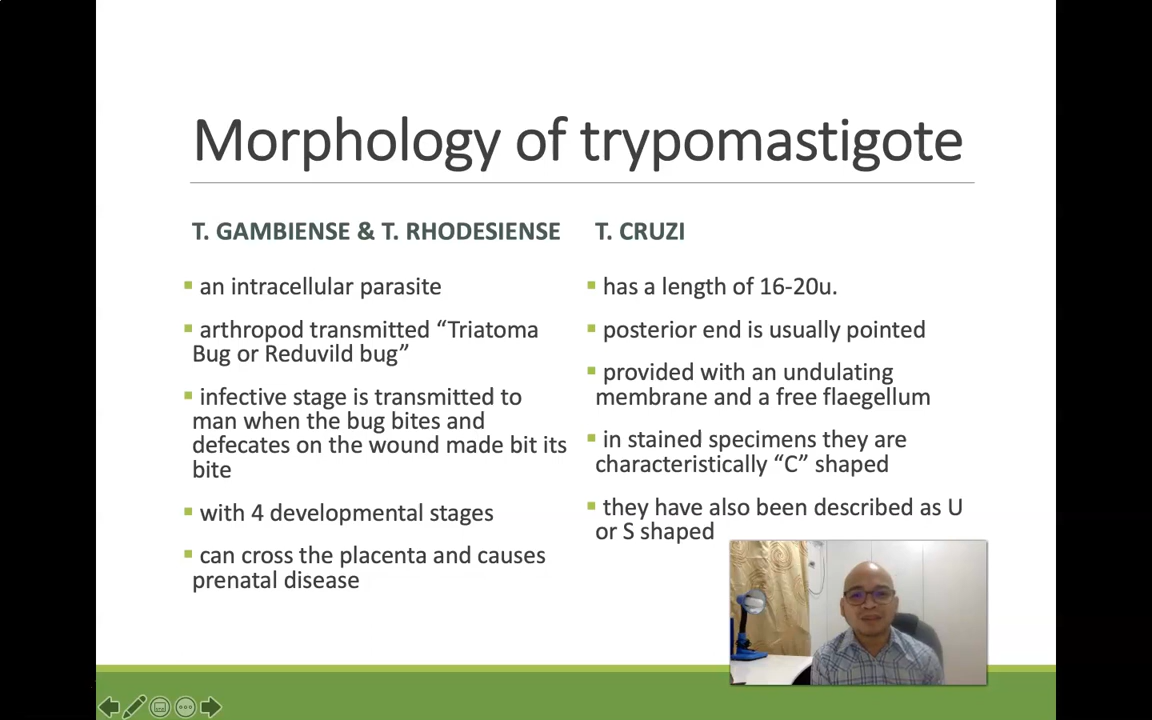 Morphology of trypomastigote
T. GAMBIENSE & T. RHODESIENSE
an intracellular parasite
arthropod transmitted “Triatoma
Bug or Reduvild bug”
infective stage is transmitted to
man when the bug bites and
defecates on the wound made bit its
bite
with 4 developmental stages
can cross the placenta and causes
prenatal disease
T. CRUZI
has a length of 16-20u.
posterior end is usually pointed
provided with an undulating
membrane and a free flaegellum
in stained specimens they are
characteristically “C” shaped
they have also been described as U
or S shaped